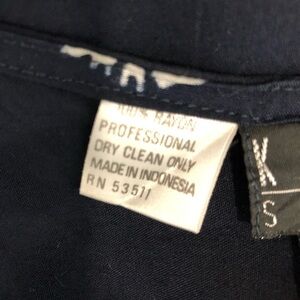 100% RAYON
PROFESSIONAL
DRY CLEAN ONLY
MADE IN INDONESIA
RN 53511
K
S